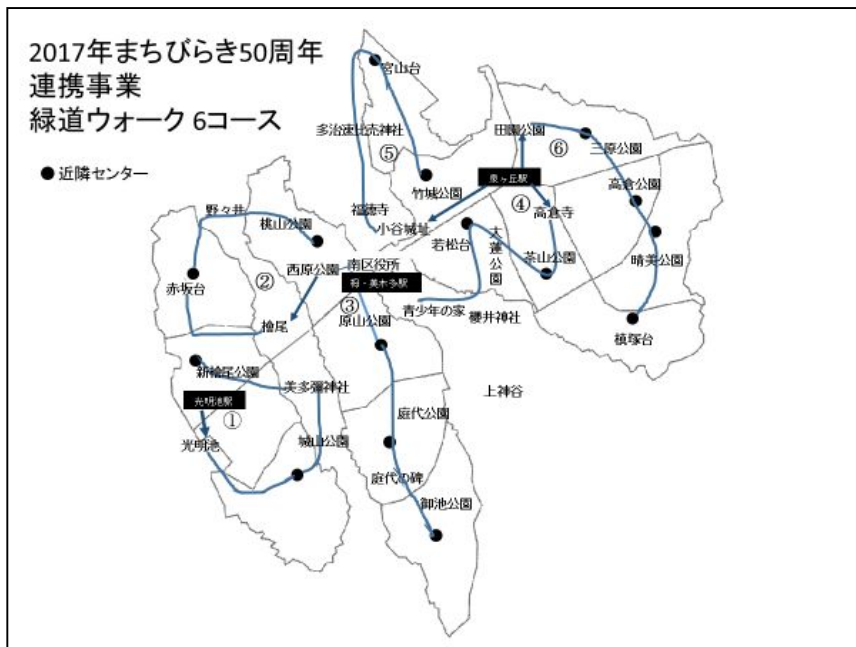 2017年まちびらき50周年
連携事業
緑道ウォーク 6コース
●近隣センター
宮山台
多治速比売神社
⑤
竹城公園
福徳寺
小谷城址
田園公園
⑥
三原公園
泉ヶ丘駅
高倉公園
④
高倉寺
若松台
大蓮公園
茶山公園
晴美公園
槙塚台
野々井
桃山公園
赤坂台
②
西原公園
檜尾
南区役所
栂・美木多駅
③
原山公園
青少年の家
櫻井神社
上神谷
新檜尾公園
美多彌神社
光明池駅
①
光明池
城山公園
庭代公園
庭代の碑
御池公園